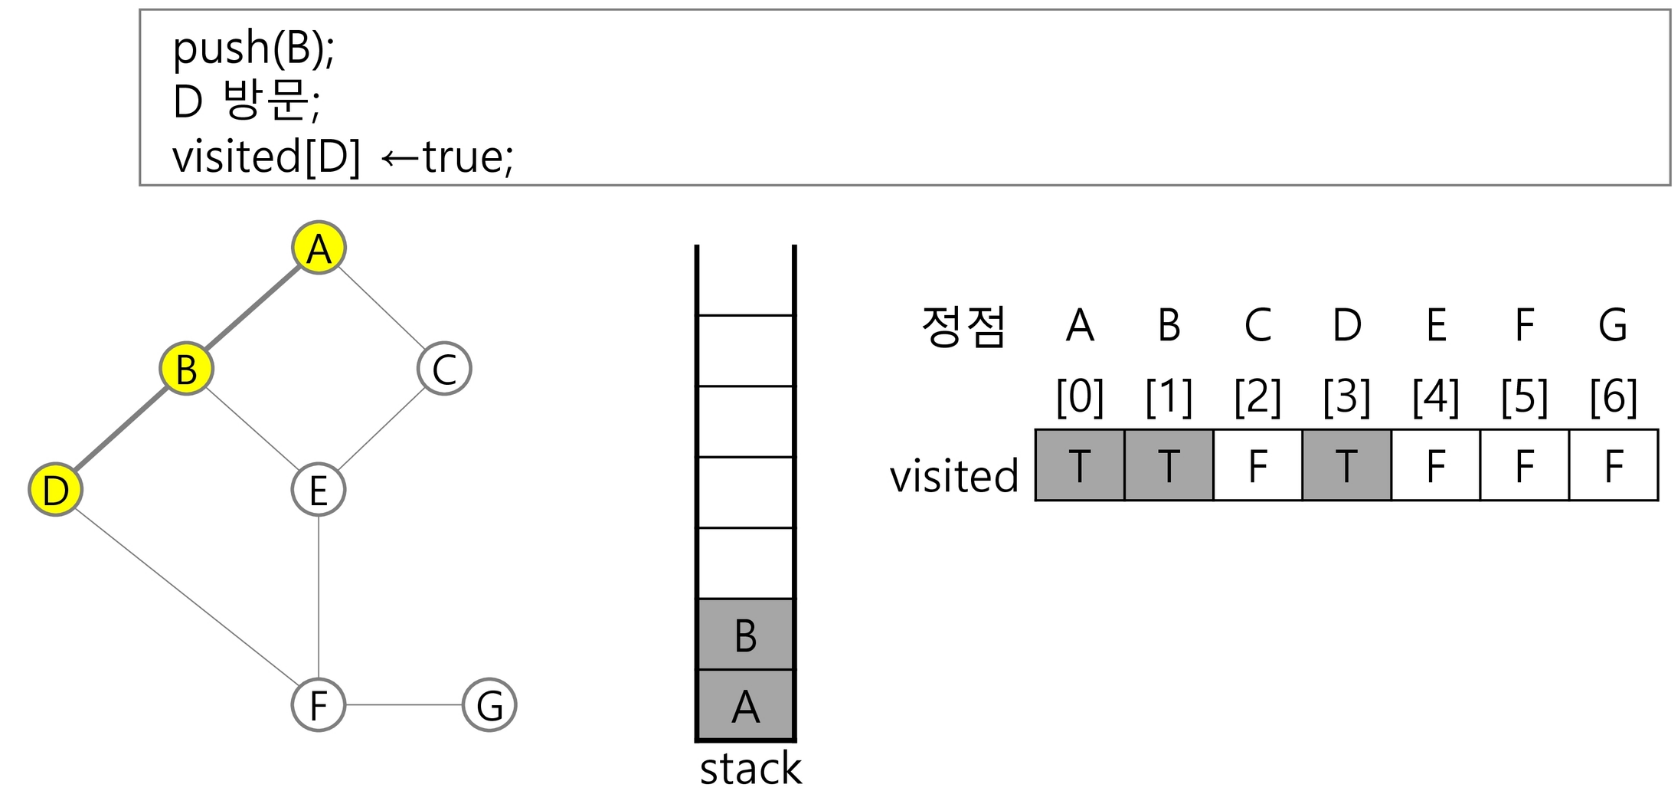 push(B);
D 방문;
visited[D] ←true;
A
B
C
D
E
F
G
B
A
stack
정점 A B C D E F G
[0] [1] [2] [3] [4] [5] [6]
visited T T F T F F F